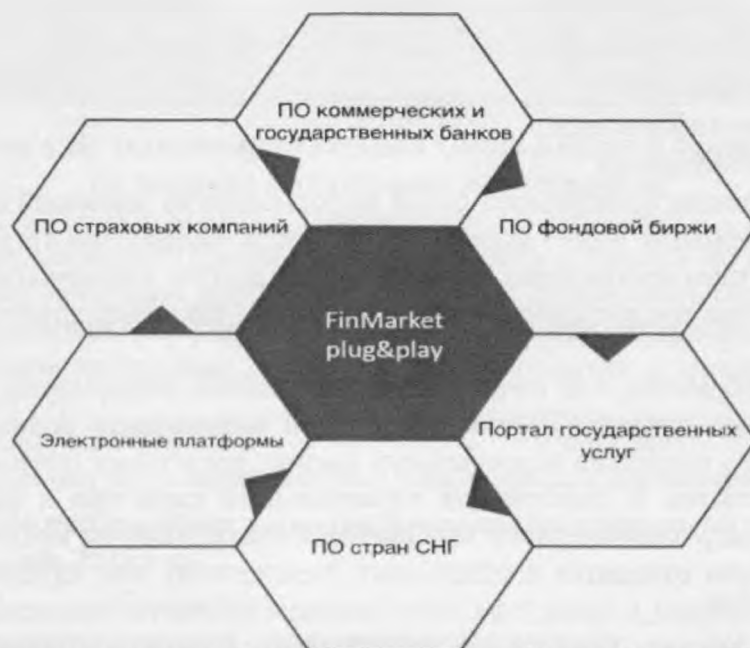 ПО коммерческих и
государственных банков
ПО страховых компаний
ПО фондовой биржи
FinMarket
plug&play
Электронные платформы
Портал государственных
услуг
ПО стран СНГ